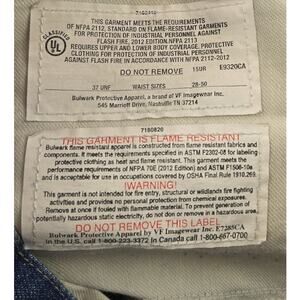 7180819
THIS GARMENT MEETS THE REQUIREMENTS
OF NFPA 2112, STANDARD ON FLAME-RESISTANT GARMENTS
FOR PROTECTION OF INDUSTRIAL PERSONNEL AGAINST
FLASH FIRE, 2012 EDITION. NFPA 2113
REQUIRES UPPER AND LOWER BODY COVERAGE. PROTECTIVE
CLOTHING FOR PROTECTION OF INDUSTRIAL PERSONNEL
AGAINST FLASH FIRE IN ACCORDANCE WITH NFPA 2112-2012
UL
DO NOT REMOVE 15UR E9320CA
37 UNF WAIST SIZES 28-50
Bulwark Protective Apparel, a brand of VF Imagewear Inc.
545 Marriott Drive, Nashville TN 37214
7180820
THIS GARMENT IS FLAME RESISTANT
Bulwark flame resistant apparel is constructed from flame resistant fabrics and
components. It meets the requirements specified in ASTM F2302-08 for labeling
protective clothing as heat and flame resistant. This garment meets the
performance requirements of NFPA 70E (2012 Edition) and ASTM F1506-10a
and is acceptable for use in occupations covered by OSHA Final Rule 1910.269.
!WARNING!
This garment is not intended for fire entry, structural or wildlands fire fighting
activities and provides no personal protection from chemical exposures.
Remove at once if fouled with flammable material. To prevent generation of
potentially hazardous static electricity, do not don or remove in a danger area.
DO NOT REMOVE THIS LABEL
Bulwark Protective Apparel by VF Imagewear Inc. E7285CA
In the U.S. call 1-800-223-3372 In Canada call 1-800-667-0700